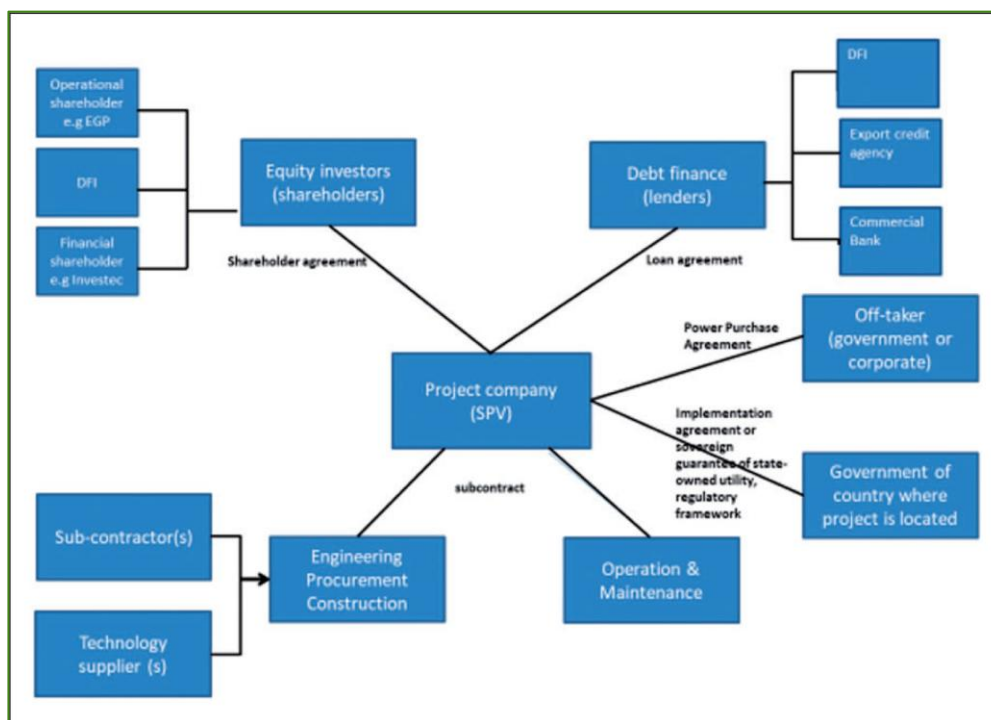 Operational
shareholder
e.g EGP
DFI
Financial
shareholder
e.g Investec
Equity investors
(shareholders)
Shareholder agreement
Debt finance
(lenders)
Loan agreement
DFI
Export credit
agency
Commercial
Bank
Project company
(SPV)
Power Purchase
Agreement
Off-taker
(government or
corporate)
Implementation
agreement or
sovereign
guarantee of state-
owned utility,
regulatory
framework
Government of
country where
project is located
subcontract
Sub-contractor(s)
Technology
supplier (s)
Engineering
Procurement
Construction
Operation &
Maintenance